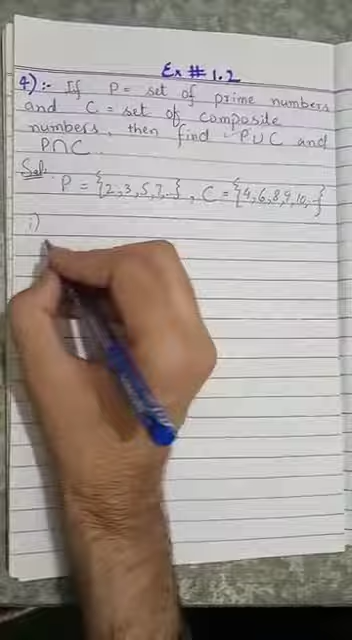 Ex # 1.2
4):- If P = set of prime numbers
and C = set of composite
numbers, then find :- P∪C and
P∩C
Sol:
P = {2,3,5,7,..} , C = {4,6,8,9,10,..}
i)